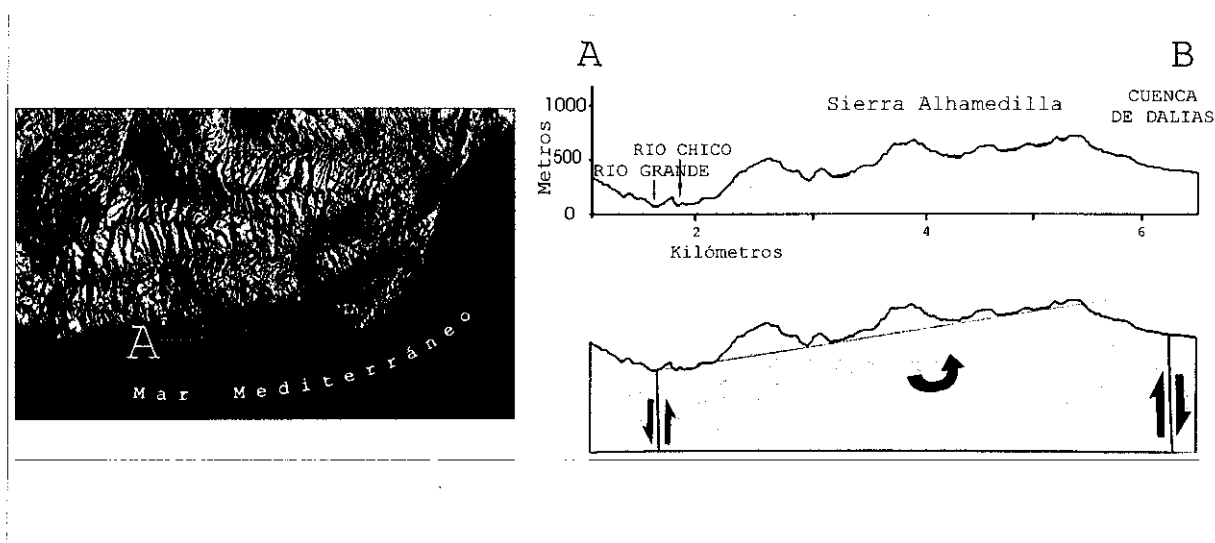 A
B
1000
500
0
Metros
Sierra Alhamedilla
CUENCA
DE DALIAS
RIO CHICO
RIO GRANDE
2
4
6
Kilómetros
A
Mar Mediterráneo